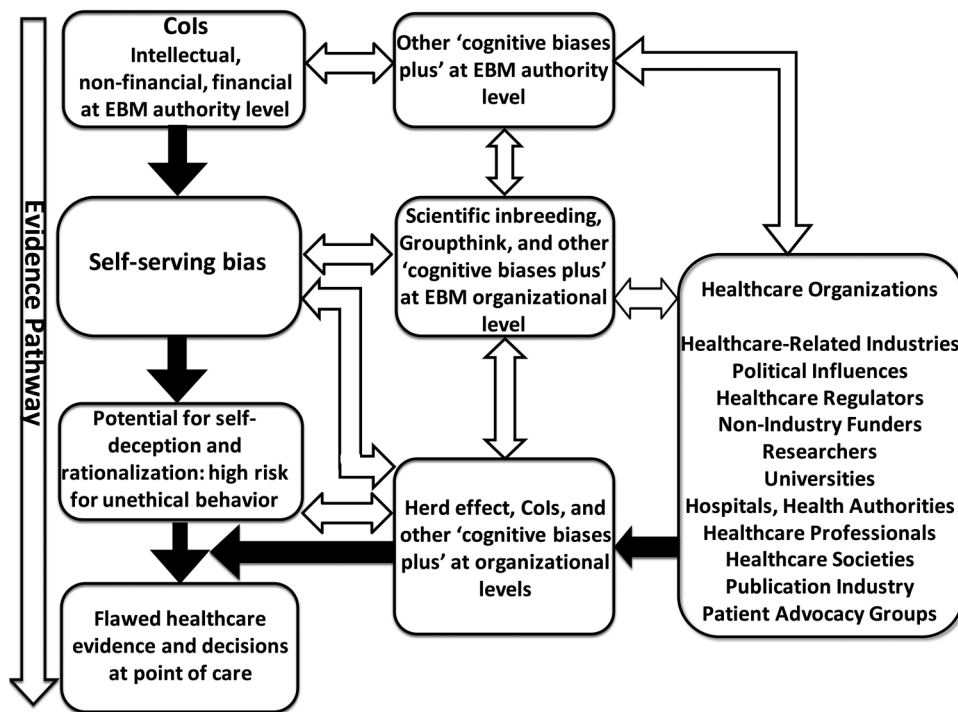 Evidence Pathway
CoIs
Intellectual,
non-financial, financial
at EBM authority level
Other ‘cognitive biases
plus’ at EBM authority
level
Self-serving bias
Scientific inbreeding,
Groupthink, and other
‘cognitive biases plus’
at EBM organizational
level
Healthcare Organizations
Healthcare-Related Industries
Political Influences
Healthcare Regulators
Non-Industry Funders
Researchers
Universities
Hospitals, Health Authorities
Healthcare Professionals
Healthcare Societies
Publication Industry
Patient Advocacy Groups
Potential for self-
deception and
rationalization: high risk
for unethical behavior
Herd effect, CoIs, and
other ‘cognitive biases
plus’ at organizational
levels
Flawed healthcare
evidence and decisions
at point of care